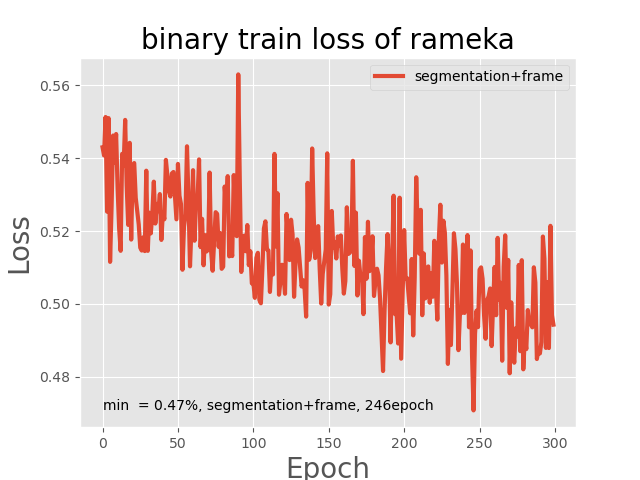 binary train loss of rameka
segmentation+frame
Loss
0.56
0.54
0.52
0.50
0.48
min  = 0.47%, segmentation+frame, 246epoch
0 50 100 150 200 250 300
Epoch